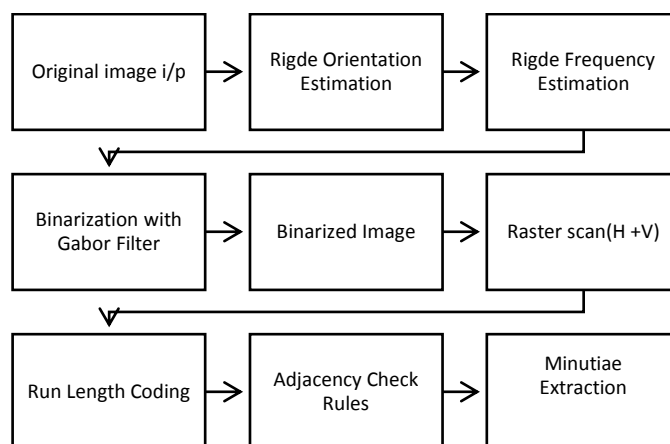 Original image i/p
Rigde Orientation
Estimation
Rigde Frequency
Estimation
Binarization with
Gabor Filter
Binarized Image
Raster scan(H +V)
Run Length Coding
Adjacency Check
Rules
Minutiae
Extraction